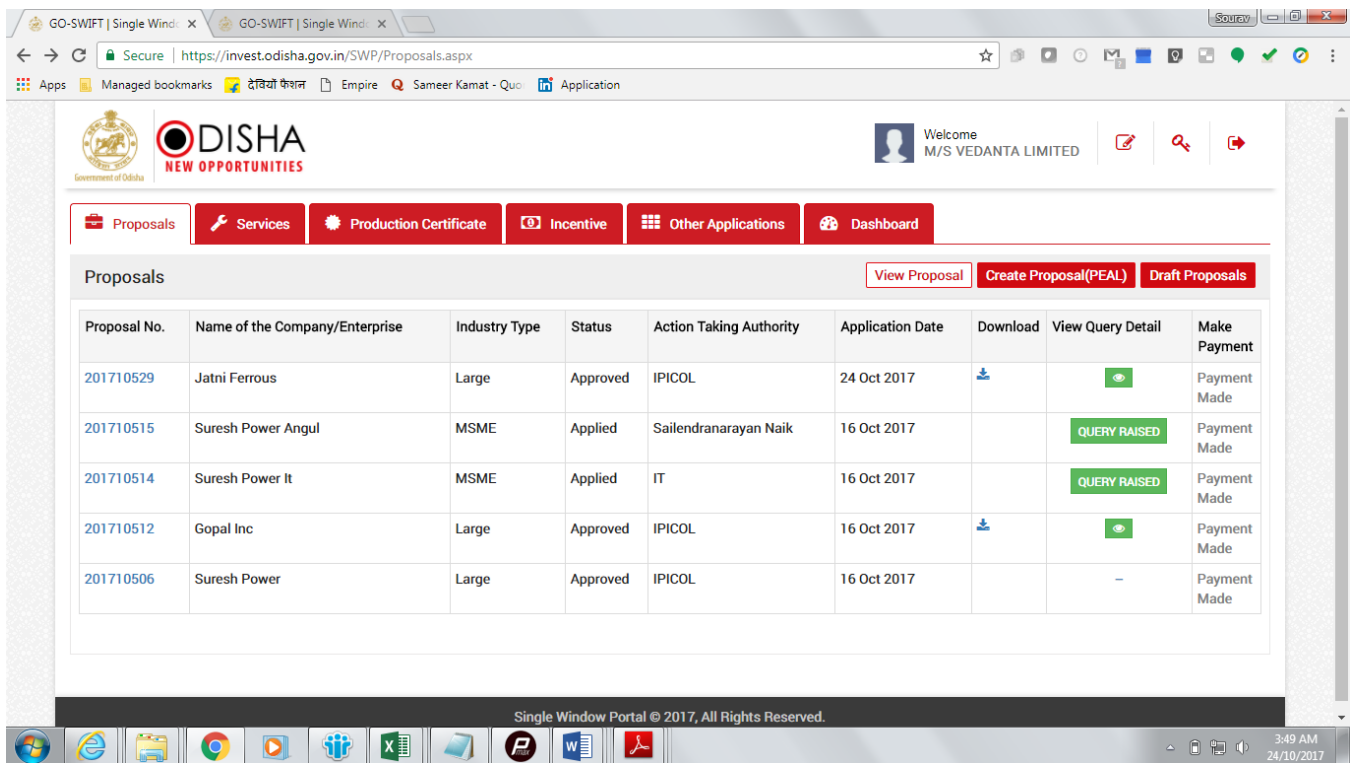 GO-SWIFT | Single Wind
GO-SWIFT | Single Wind
Sourav
Secure | https://invest.odisha.gov.in/SWP/Proposals.aspx
Apps Managed bookmarks देवियाँ फैशन Empire Sameer Kamat - Quo Application
Government of Odisha
ODISHA
NEW OPPORTUNITIES
Welcome
M/S VEDANTA LIMITED
Proposals Services Production Certificate Incentive Other Applications Dashboard
Proposals View Proposal Create Proposal(PEAL) Draft Proposals
Proposal No. Name of the Company/Enterprise Industry Type Status Action Taking Authority Application Date Download View Query Detail Make Payment
201710529 Jatni Ferrous Large Approved IPICOL 24 Oct 2017 Payment Made
201710515 Suresh Power Angul MSME Applied Sailendranarayan Naik 16 Oct 2017 QUERY RAISED Payment Made
201710514 Suresh Power It MSME Applied IT 16 Oct 2017 QUERY RAISED Payment Made
201710512 Gopal Inc Large Approved IPICOL 16 Oct 2017 Payment Made
201710506 Suresh Power Large Approved IPICOL 16 Oct 2017 – Payment Made
Single Window Portal © 2017, All Rights Reserved.
3:49 AM
24/10/2017